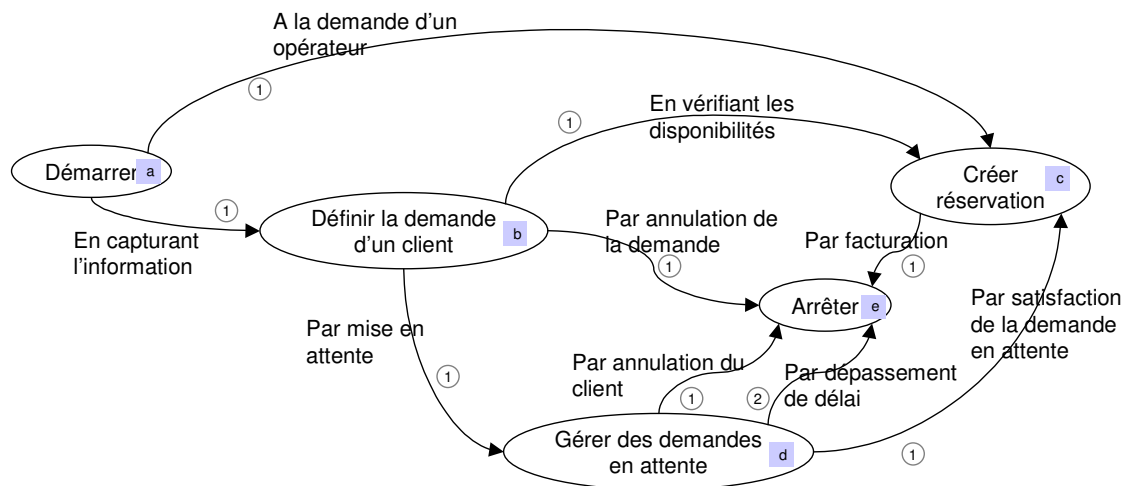 A la demande d'un
opérateur
1
En vérifiant les
disponibilités
1
Démarrer a
Créer
réservation c
1
En capturant
l'information
Définir la demande
d'un client b
Par annulation de
la demande
1
Par facturation
1
Arrêter e
Par satisfaction
de la demande
en attente
Par mise en
attente
1
Par annulation du
client
1
2
Par dépassement
de délai
Gérer des demandes
en attente d
1